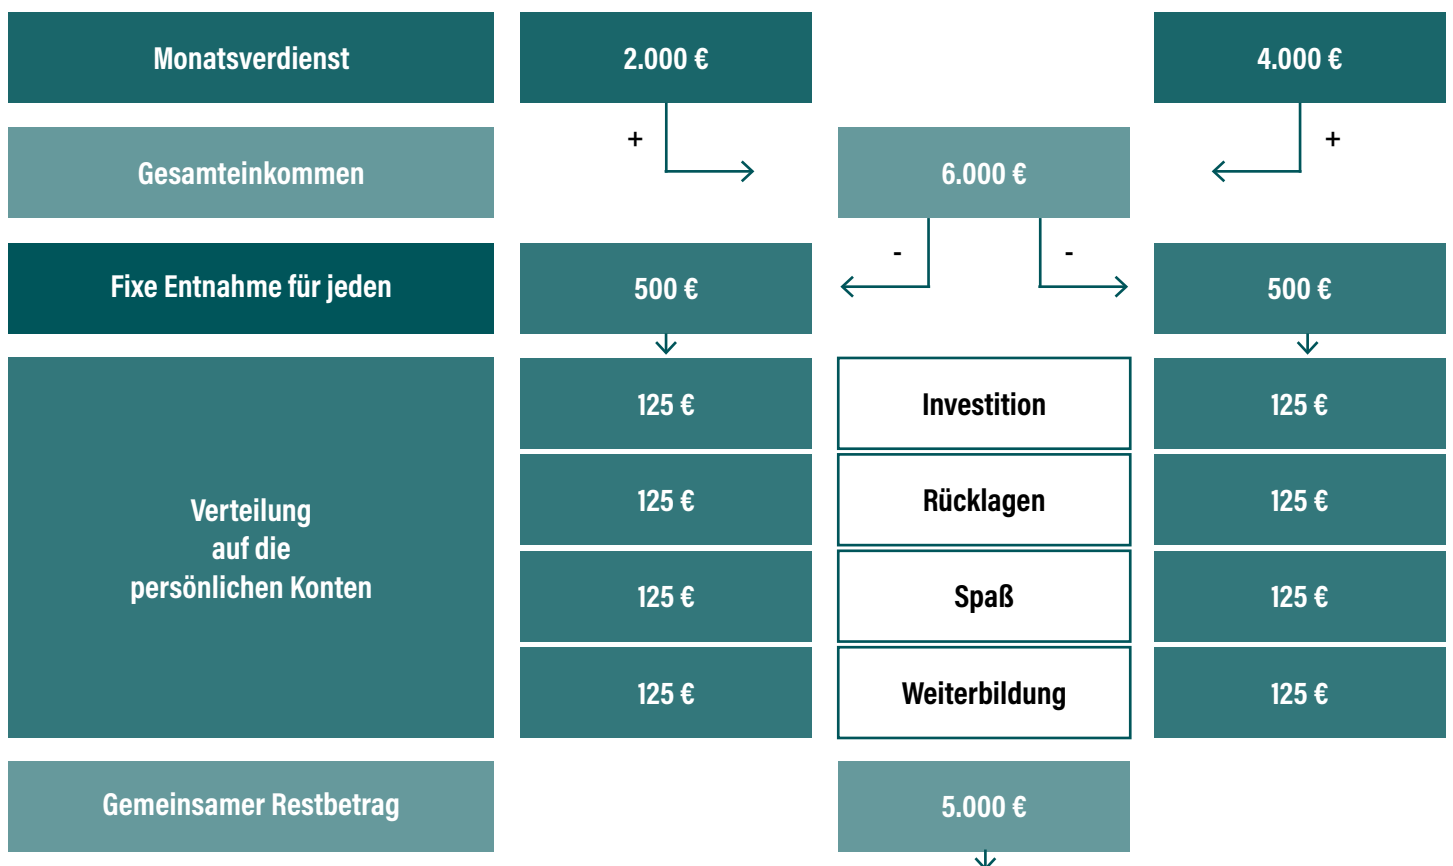 Monatsverdienst
2.000 €
4.000 €
+
+
Gesamteinkommen
6.000 €
-
-
Fixe Entnahme für jeden
500 €
500 €
Verteilung
auf die
persönlichen Konten
125 €
Investition
125 €
125 €
Rücklagen
125 €
125 €
Spaß
125 €
125 €
Weiterbildung
125 €
Gemeinsamer Restbetrag
5.000 €